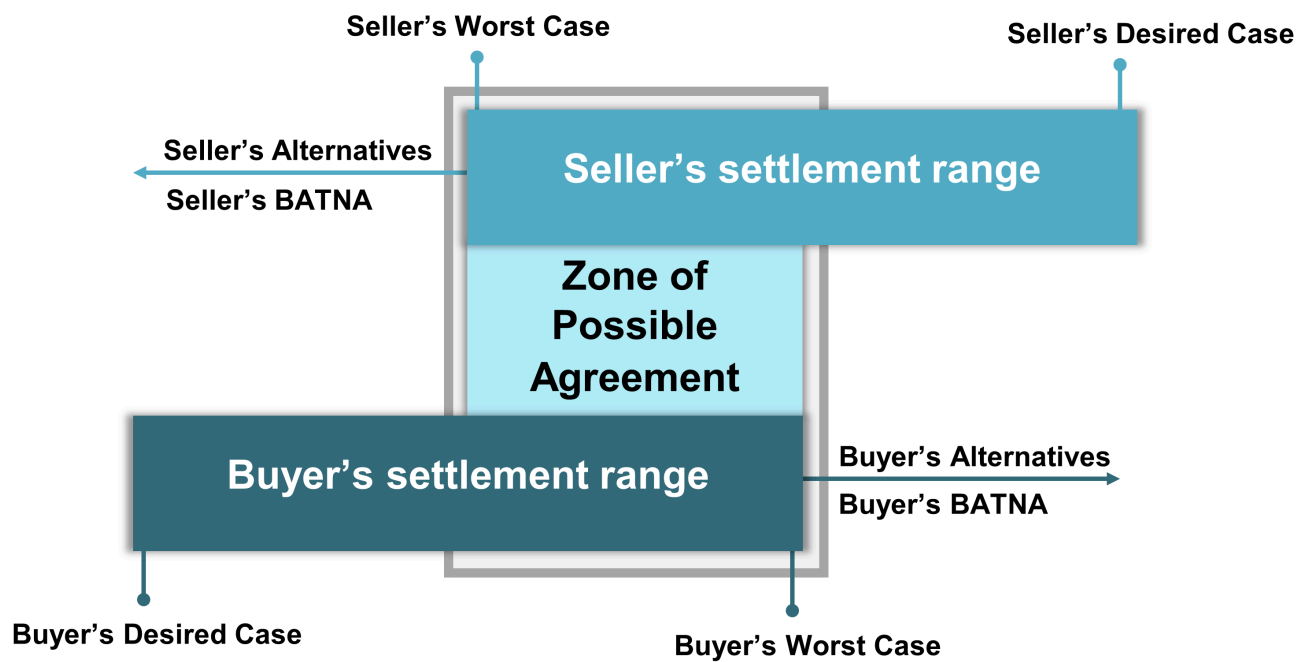 Seller’s Worst Case
Seller’s Desired Case
Seller’s Alternatives
Seller’s BATNA
Seller’s settlement range
Zone of
Possible
Agreement
Buyer’s settlement range
Buyer’s Alternatives
Buyer’s BATNA
Buyer’s Desired Case
Buyer’s Worst Case